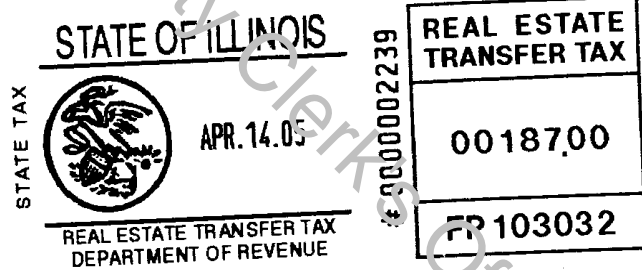 STATE OF ILLINOIS
STATE TAX
APR.14.05
REAL ESTATE TRANSFER TAX
DEPARTMENT OF REVENUE
# 0000002239
REAL ESTATE
TRANSFER TAX
00187.00
FP 103032
Clerk's